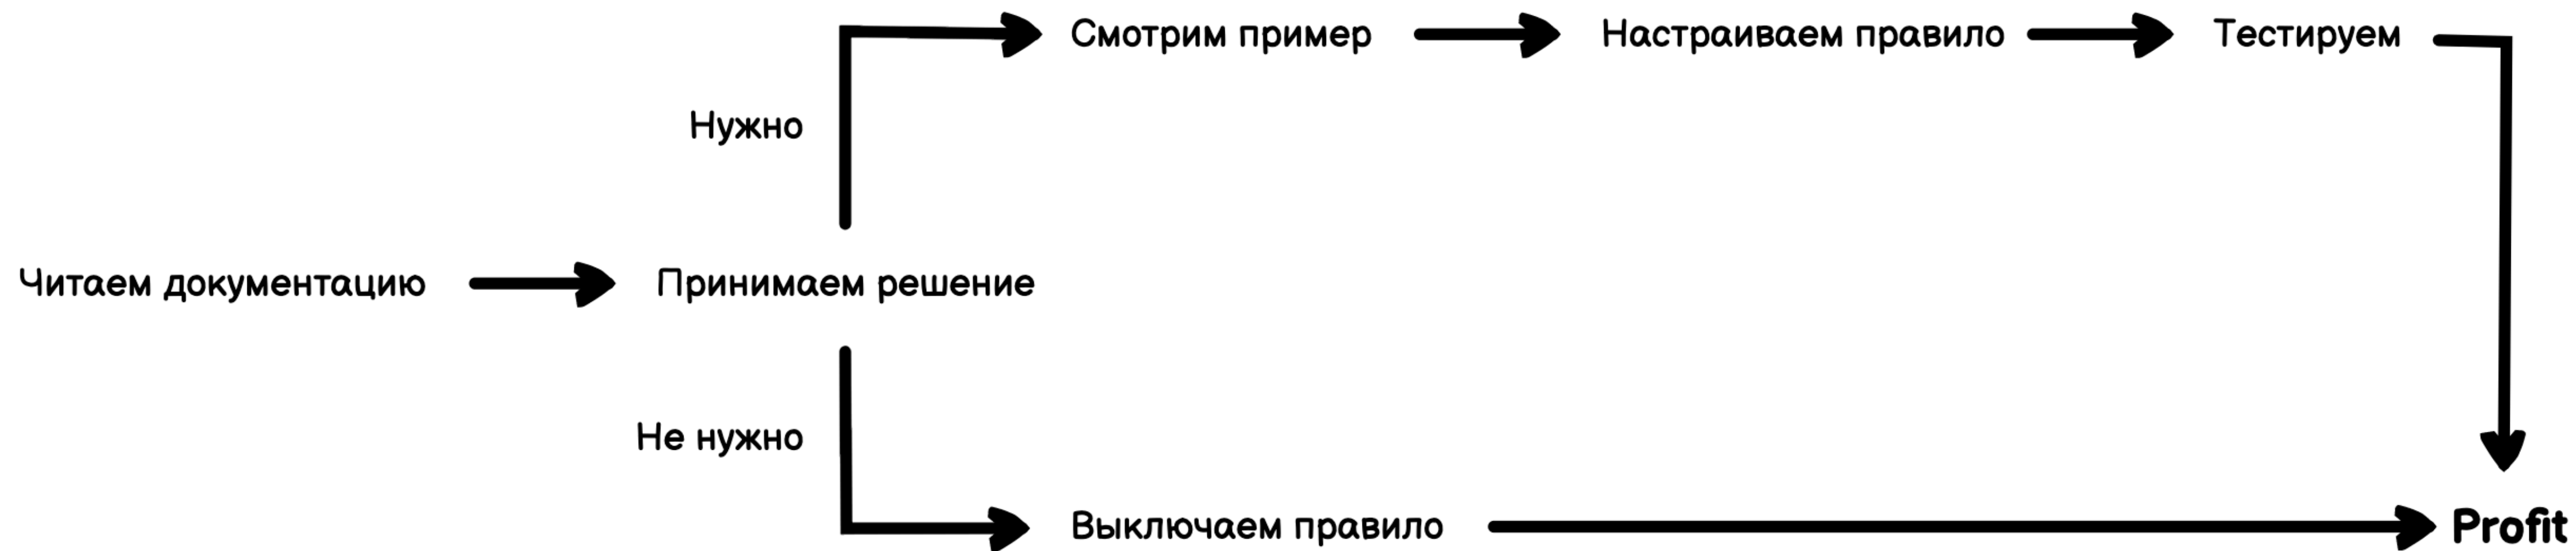 Смотрим пример
Настраиваем правило
Тестируем
Нужно
Читаем документацию
Принимаем решение
Не нужно
Выключаем правило
Profit